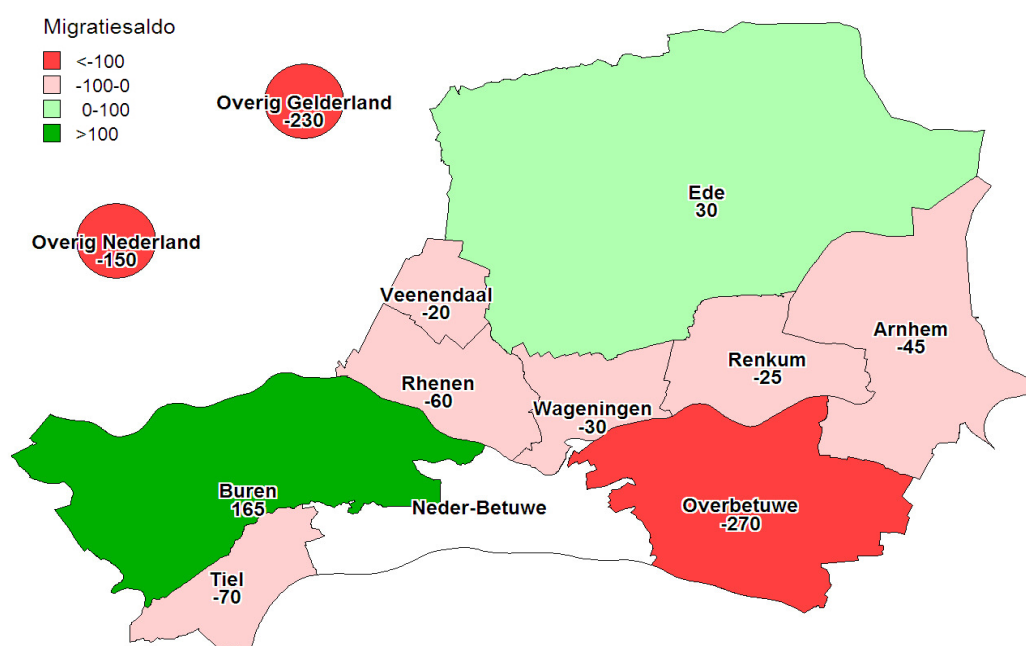 Migratiesaldo
<-100
-100-0
0-100
>100
Overig Gelderland
-230
Overig Nederland
-150
Ede
30
Veenendaal
-20
Arnhem
-45
Renkum
-25
Rhenen
-60
Wageningen
-30
Buren
165
Neder-Betuwe
Overbetuwe
-270
Tiel
-70